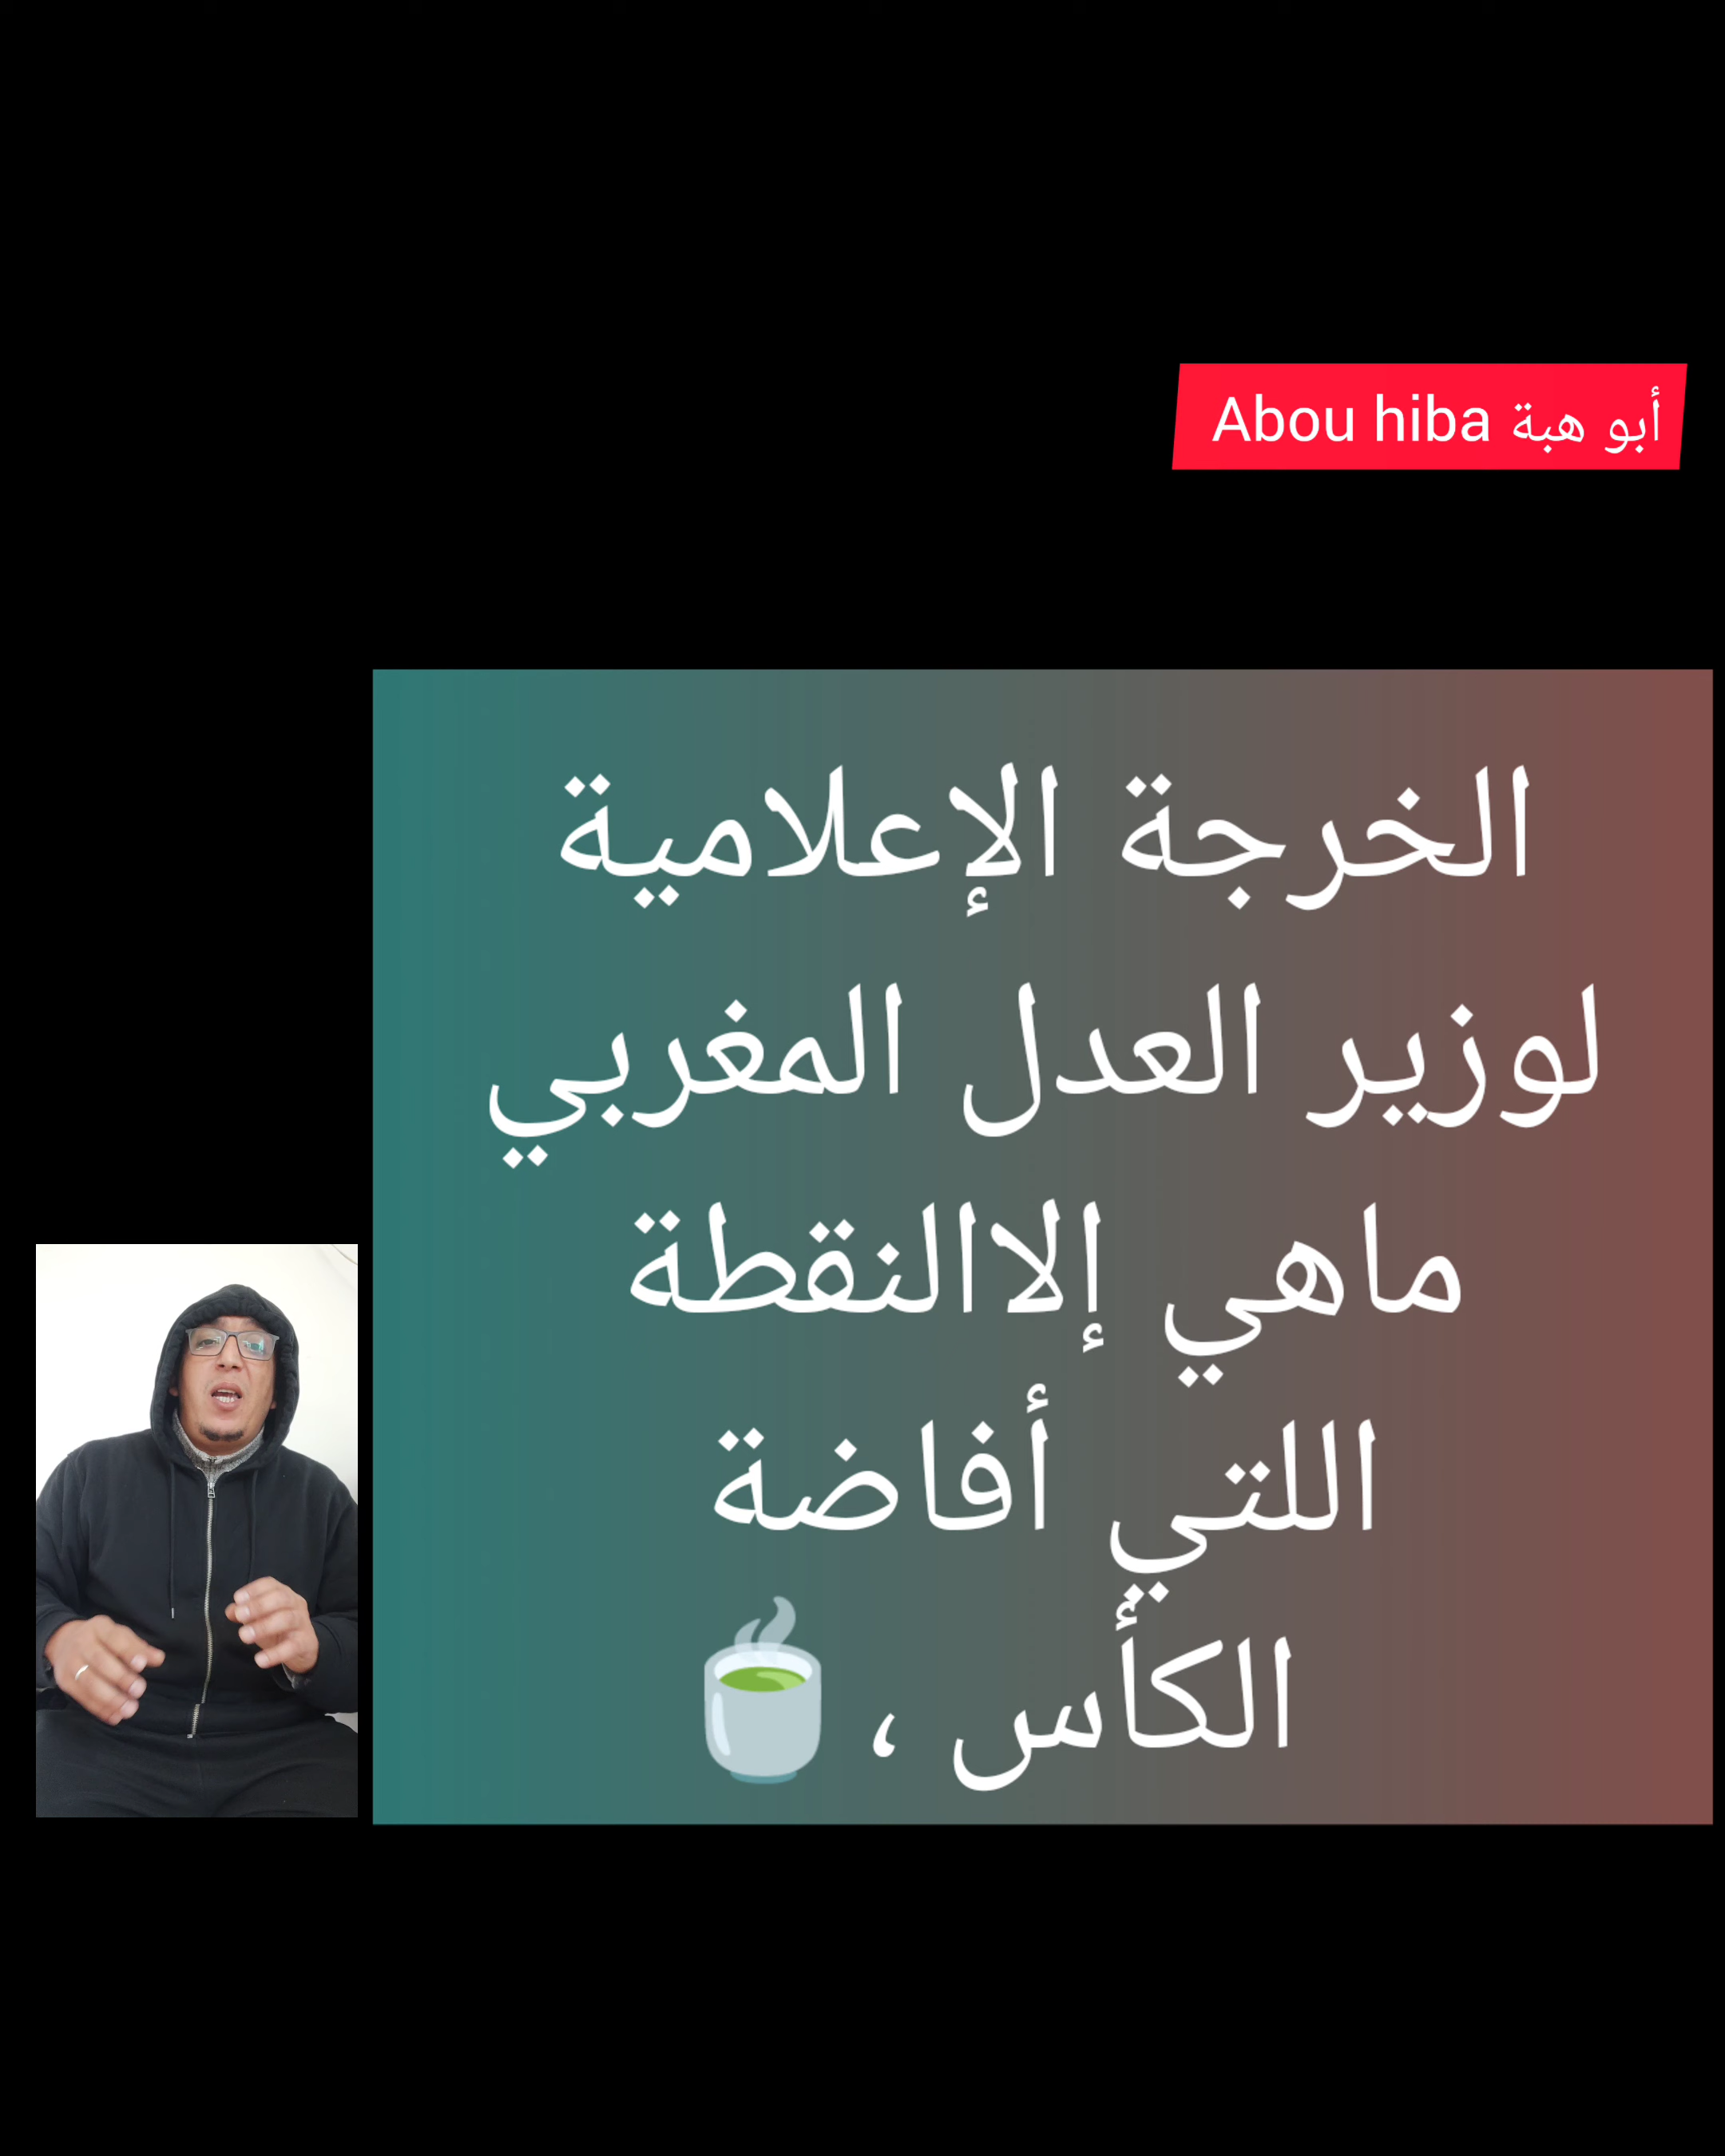 Abou hiba أبو هبة
الخرجة الإعلامية
لوزير العدل المغربي
ماهي إلاالنقطة
اللتي أفاضة
الكأس ، 🍵